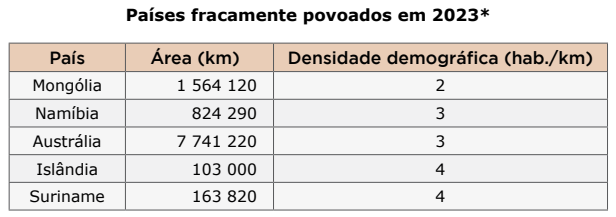 Países fracamente povoados em 2023*
País Área (km) Densidade demográfica (hab./km)
Mongólia 1 564 120 2
Namíbia 824 290 3
Austrália 7 741 220 3
Islândia 103 000 4
Suriname 163 820 4